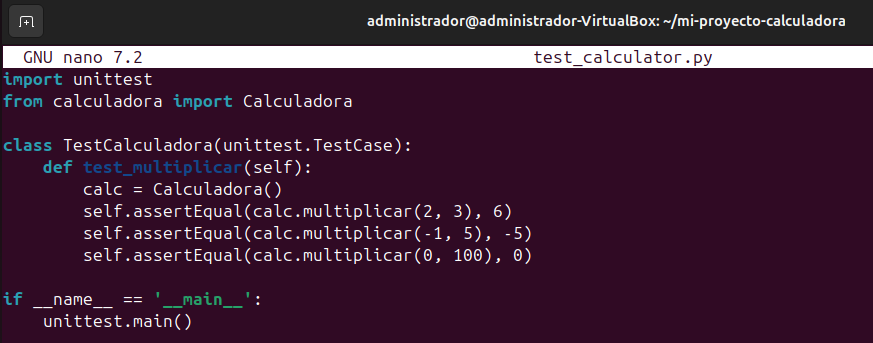 administrador@administrador-VirtualBox: ~/mi-proyecto-calculadora
GNU nano 7.2 test_calculator.py
import unittest
from calculadora import Calculadora

class TestCalculadora(unittest.TestCase):
    def test_multiplicar(self):
        calc = Calculadora()
        self.assertEqual(calc.multiplicar(2, 3), 6)
        self.assertEqual(calc.multiplicar(-1, 5), -5)
        self.assertEqual(calc.multiplicar(0, 100), 0)

if __name__ == '__main__':
    unittest.main()